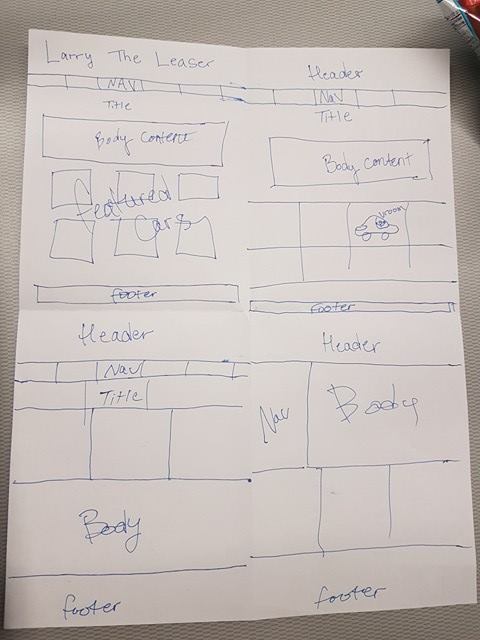 Larry The Leaser
NAV
Title
Body Content
Featured
Cars
footer
Header
Nav
Title
Body content
vroom
footer
Header
Nav
Title
Body
footer
Header
Nav
Body
footer